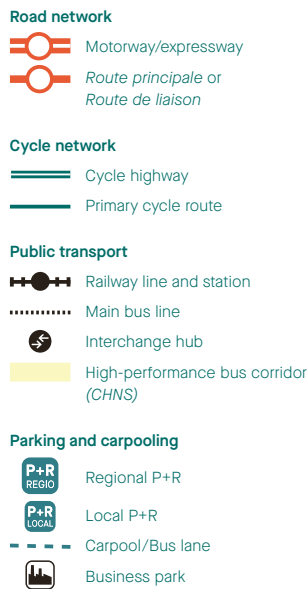 Road network
Motorway/expressway
Route principale or
Route de liaison
Cycle network
Cycle highway
Primary cycle route
Public transport
Railway line and station
Main bus line
Interchange hub
High-performance bus corridor
(CHNS)
Parking and carpooling
P+R
REGIO
Regional P+R
P+R
LOCAL
Local P+R
Carpool/Bus lane
Business park